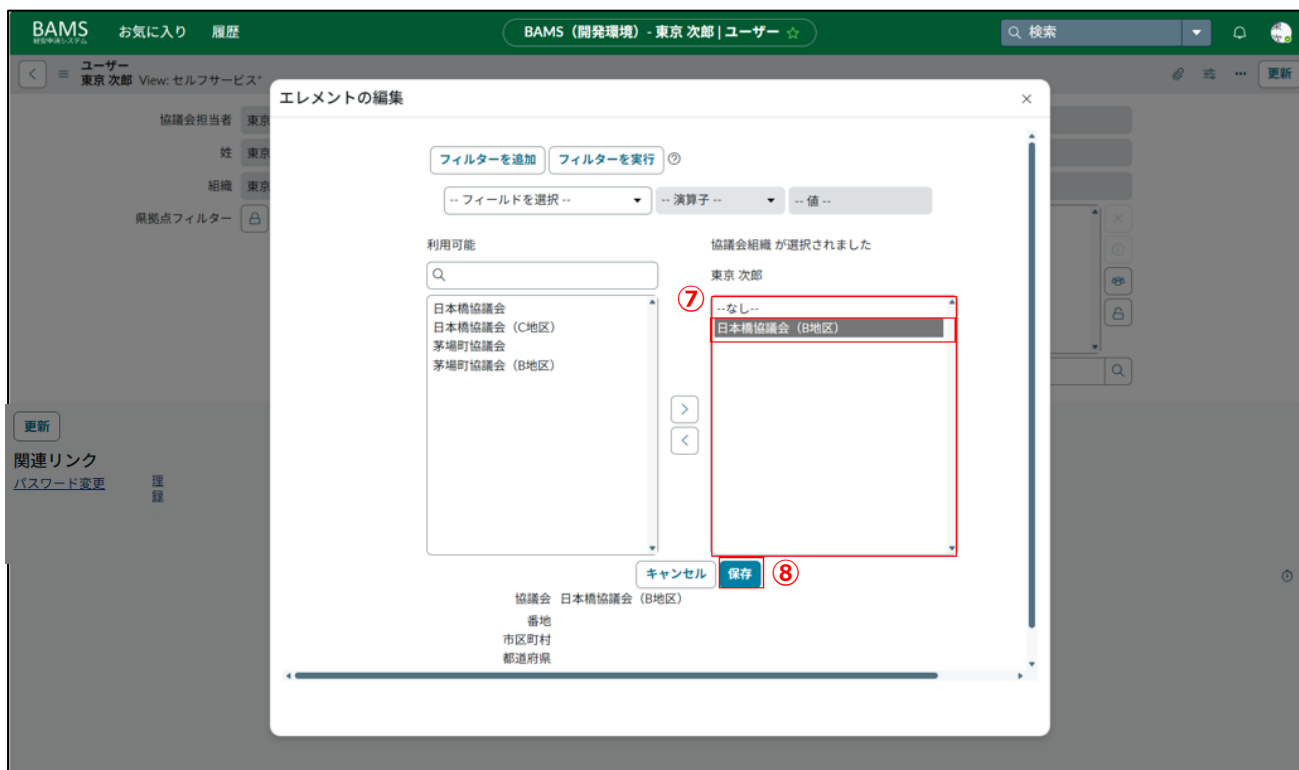 BAMS お気に入り 履歴 BAMS（開発環境）- 東京 次郎 | ユーザー ☆ 検索
ユーザー
東京 次郎 View: セルフサービス* 更新
エレメントの編集 ×
協議会担当者 東京
姓 東京
組織 東京
県拠点フィルター
フィルターを追加 フィルターを実行
-- フィールドを選択 -- -- 演算子 -- -- 値 --
利用可能 協議会組織 が選択されました
東京 次郎
⑦
日本橋協議会
日本橋協議会（C地区）
茅場町協議会
茅場町協議会（B地区）
--なし--
日本橋協議会（B地区）
>
<
キャンセル 保存 ⑧
協議会 日本橋協議会（B地区）
番地
市区町村
都道府県
更新
関連リンク
パスワード変更 理
録